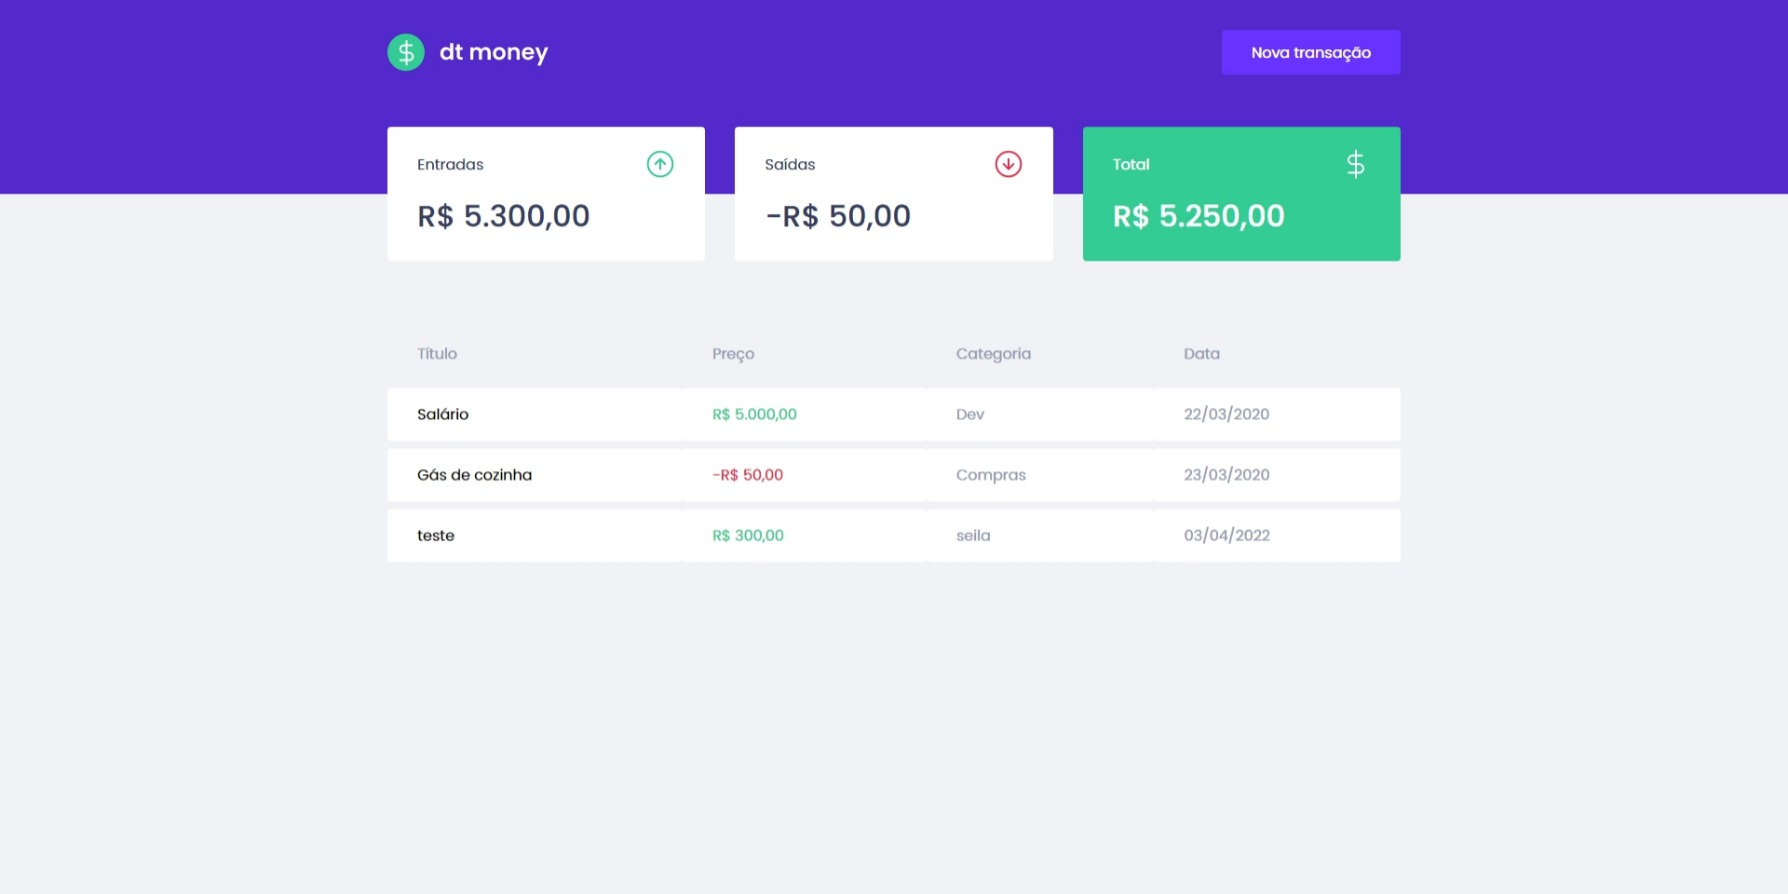 $ dt money
Nova transação
Entradas
R$ 5.300,00
Saídas
-R$ 50,00
Total $
R$ 5.250,00
Título Preço Categoria Data
Salário R$ 5.000,00 Dev 22/03/2020
Gás de cozinha -R$ 50,00 Compras 23/03/2020
teste R$ 300,00 seila 03/04/2022